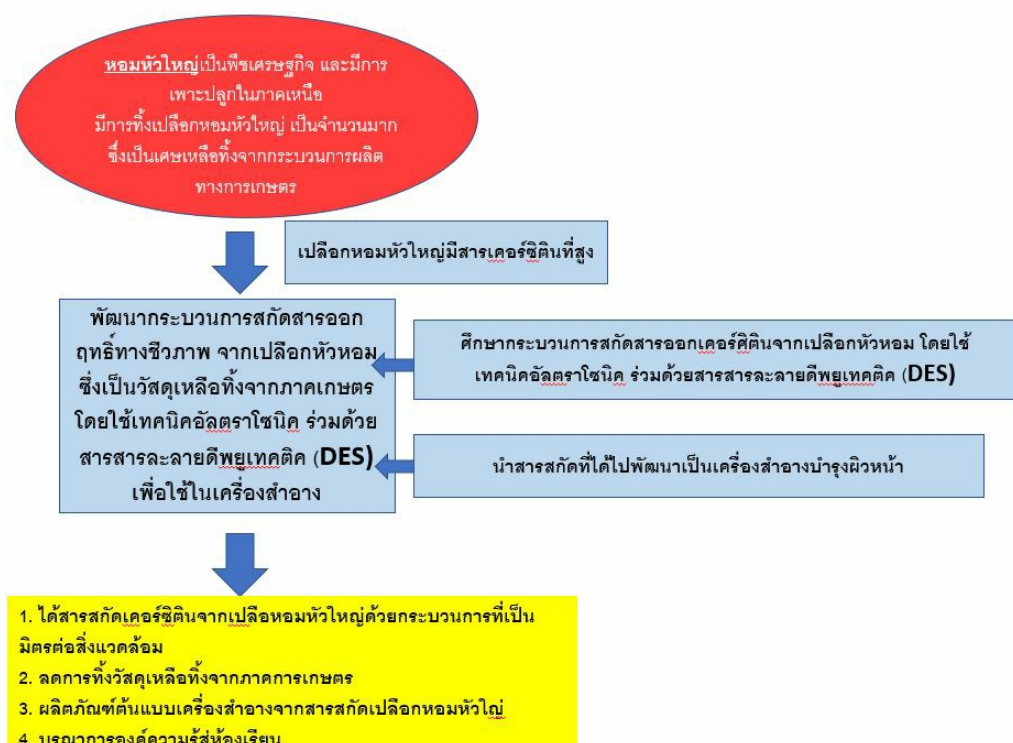 หอมหัวใหญ่เป็นพืชเศรษฐกิจ และมีการ
เพาะปลูกในภาคเหนือ
มีการทิ้งเปลือกหอมหัวใหญ่ เป็นจำนวนมาก
ซึ่งเป็นเศษเหลือทิ้งจากกระบวนการผลิต
ทางการเกษตร
เปลือกหอมหัวใหญ่มีสารเคอร์ซิตินที่สูง
พัฒนากระบวนการสกัดสารออก
ฤทธิ์ทางชีวภาพ จากเปลือกหัวหอม
ซึ่งเป็นวัสดุเหลือทิ้งจากภาคเกษตร
โดยใช้เทคนิคอัลตราโซนิค ร่วมด้วย
สารสารละลายดีพยูเทคติค (DES)
เพื่อใช้ในเครื่องสำอาง
ศึกษากระบวนการสกัดสารออกเคอร์ศิตินจากเปลือกหัวหอม โดยใช้
เทคนิคอัลตราโซนิค ร่วมด้วยสารสารละลายดีพยูเทคติค (DES)
นำสารสกัดที่ได้ไปพัฒนาเป็นเครื่องสำอางบำรุงผิวหน้า
1. ได้สารสกัดเคอร์ซิตินจากเปลือหอมหัวใหญ่ด้วยกระบวนการที่เป็น
มิตรต่อสิ่งแวดล้อม
2. ลดการทิ้งวัสดุเหลือทิ้งจากภาคการเกษตร
3. ผลิตภัณฑ์ต้นแบบเครื่องสำอางจากสารสกัดเปลือกหอมหัวใญ่
4. บูรณาการองค์ความรู้สู่ห้องเรียน